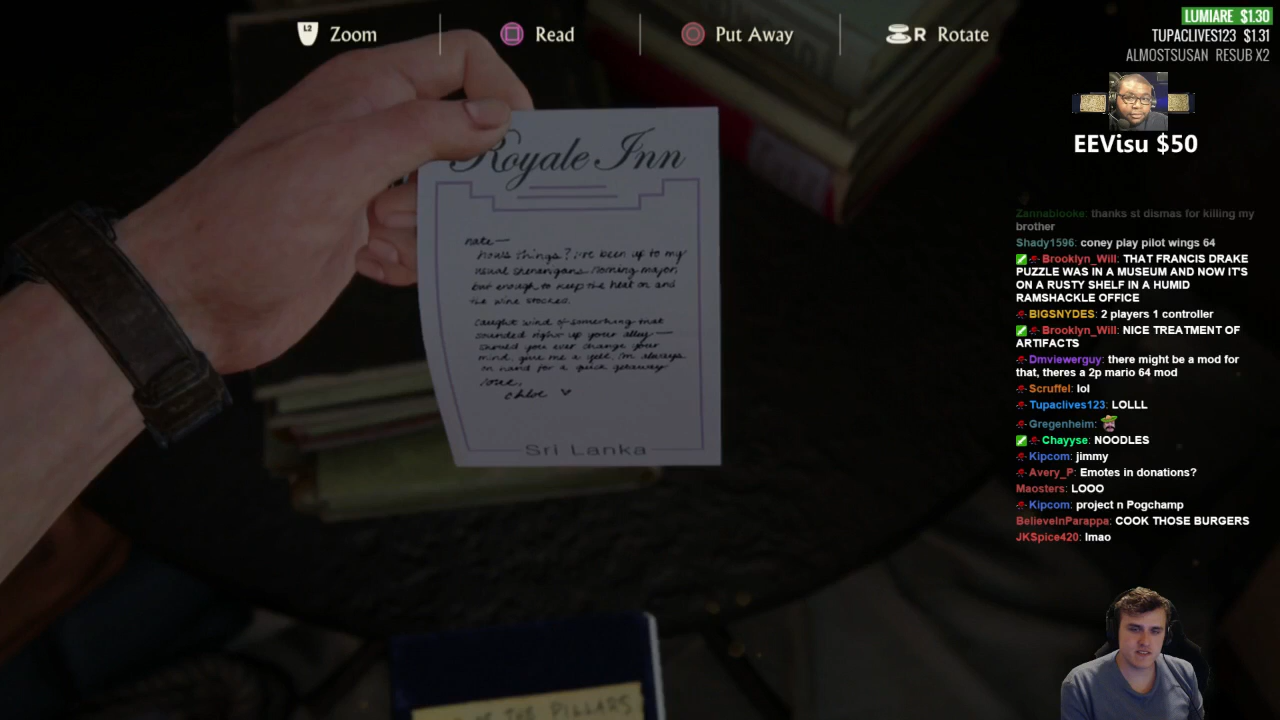 L2 Zoom
Read
Put Away
R Rotate
LUMIARE $1.30
TUPACLIVES123 $1.31
ALMOSTSUSAN RESUB X2
EEVisu $50
Royale Inn
nate—
how's things? I've been up to my
usual shenanigans. Nothing major,
but enough to keep the heat on and
the wine stocked.
caught wind of something that
sounded right up your alley—
should you ever change your
mind, give me a yell. I'm always
on hand for a quick getaway
love,
chloe
Sri Lanka
THE PILLARS
Zannablooke: thanks st dismas for killing my
brother
Shady1596: coney play pilot wings 64
Brooklyn_Will: THAT FRANCIS DRAKE
PUZZLE WAS IN A MUSEUM AND NOW IT'S
ON A RUSTY SHELF IN A HUMID
RAMSHACKLE OFFICE
BIGSNYDES: 2 players 1 controller
Brooklyn_Will: NICE TREATMENT OF
ARTIFACTS
Dmviewerguy: there might be a mod for
that, theres a 2p mario 64 mod
Scruffel: lol
Tupaclives123: LOLLL
Gregenheim:
Chayyse: NOODLES
Kipcom: jimmy
Avery_P: Emotes in donations?
Maosters: LOOO
Kipcom: project n Pogchamp
BelieveInParappa: COOK THOSE BURGERS
JKSpice420: lmao